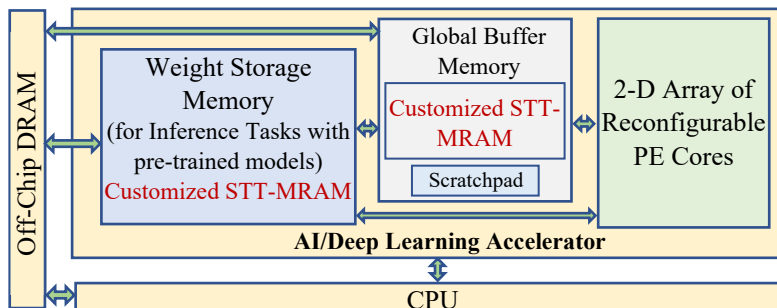 Off-Chip DRAM
Weight Storage
Memory
(for Inference Tasks with
pre-trained models)
Customized STT-MRAM
Global Buffer
Memory
Customized STT-
MRAM
Scratchpad
2-D Array of
Reconfigurable
PE Cores
AI/Deep Learning Accelerator
CPU